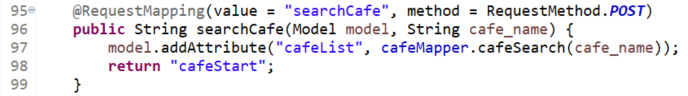 95 @RequestMapping(value = "searchCafe", method = RequestMethod.POST)
96 public String searchCafe(Model model, String cafe_name) {
97 model.addAttribute("cafeList", cafeMapper.cafeSearch(cafe_name));
98 return "cafeStart";
99 }